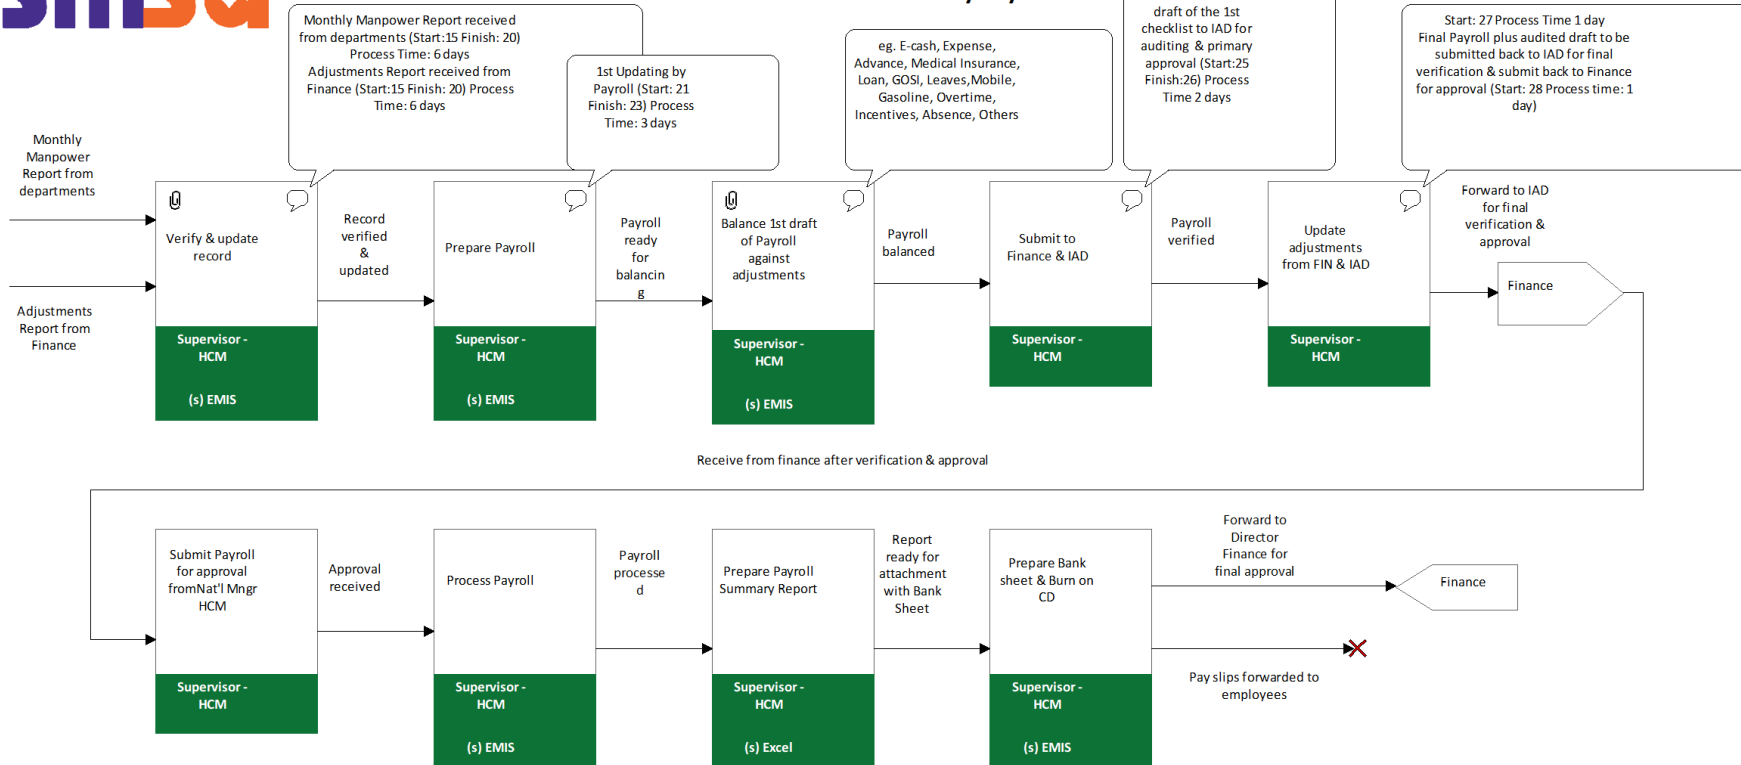 smsa
Monthly Manpower Report received
from departments (Start:15 Finish: 20)
Process Time: 6 days
Adjustments Report received from
Finance (Start:15 Finish: 20) Process
Time: 6 days
1st Updating by
Payroll (Start: 21
Finish: 23) Process
Time: 3 days
eg. E-cash, Expense,
Advance, Medical Insurance,
Loan, GOSI, Leaves,Mobile,
Gasoline, Overtime,
Incentives, Absence, Others
draft of the 1st
checklist to IAD for
auditing & primary
approval (Start:25
Finish:26) Process
Time 2 days
Start: 27 Process Time 1 day
Final Payroll plus audited draft to be
submitted back to IAD for final
verification & submit back to Finance
for approval (Start: 28 Process time: 1
day)
Monthly
Manpower
Report from
departments
Adjustments
Report from
Finance
Verify & update
record
Supervisor -
HCM
(s) EMIS
Record
verified
&
updated
Prepare Payroll
Supervisor -
HCM
(s) EMIS
Payroll
ready
for
balancin
g
Balance 1st draft
of Payroll
against
adjustments
Supervisor -
HCM
(s) EMIS
Payroll
balanced
Submit to
Finance & IAD
Supervisor -
HCM
Payroll
verified
Update
adjustments
from FIN & IAD
Supervisor -
HCM
Forward to IAD
for final
verification &
approval
Finance
Receive from finance after verification & approval
Submit Payroll
for approval
fromNat'l Mngr
HCM
Supervisor -
HCM
Approval
received
Process Payroll
Supervisor -
HCM
(s) EMIS
Payroll
processe
d
Prepare Payroll
Summary Report
Supervisor -
HCM
(s) Excel
Report
ready for
attachment
with Bank
Sheet
Prepare Bank
sheet & Burn on
CD
Supervisor -
HCM
(s) EMIS
Forward to
Director
Finance for
final approval
Finance
Pay slips forwarded to
employees